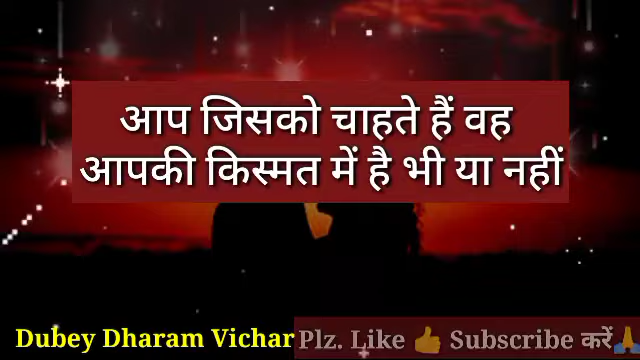 आप जिसको चाहते हैं वह
आपकी किस्मत में है भी या नहीं
Dubey Dharam Vichar Plz. Like 👍 Subscribe करें🙏